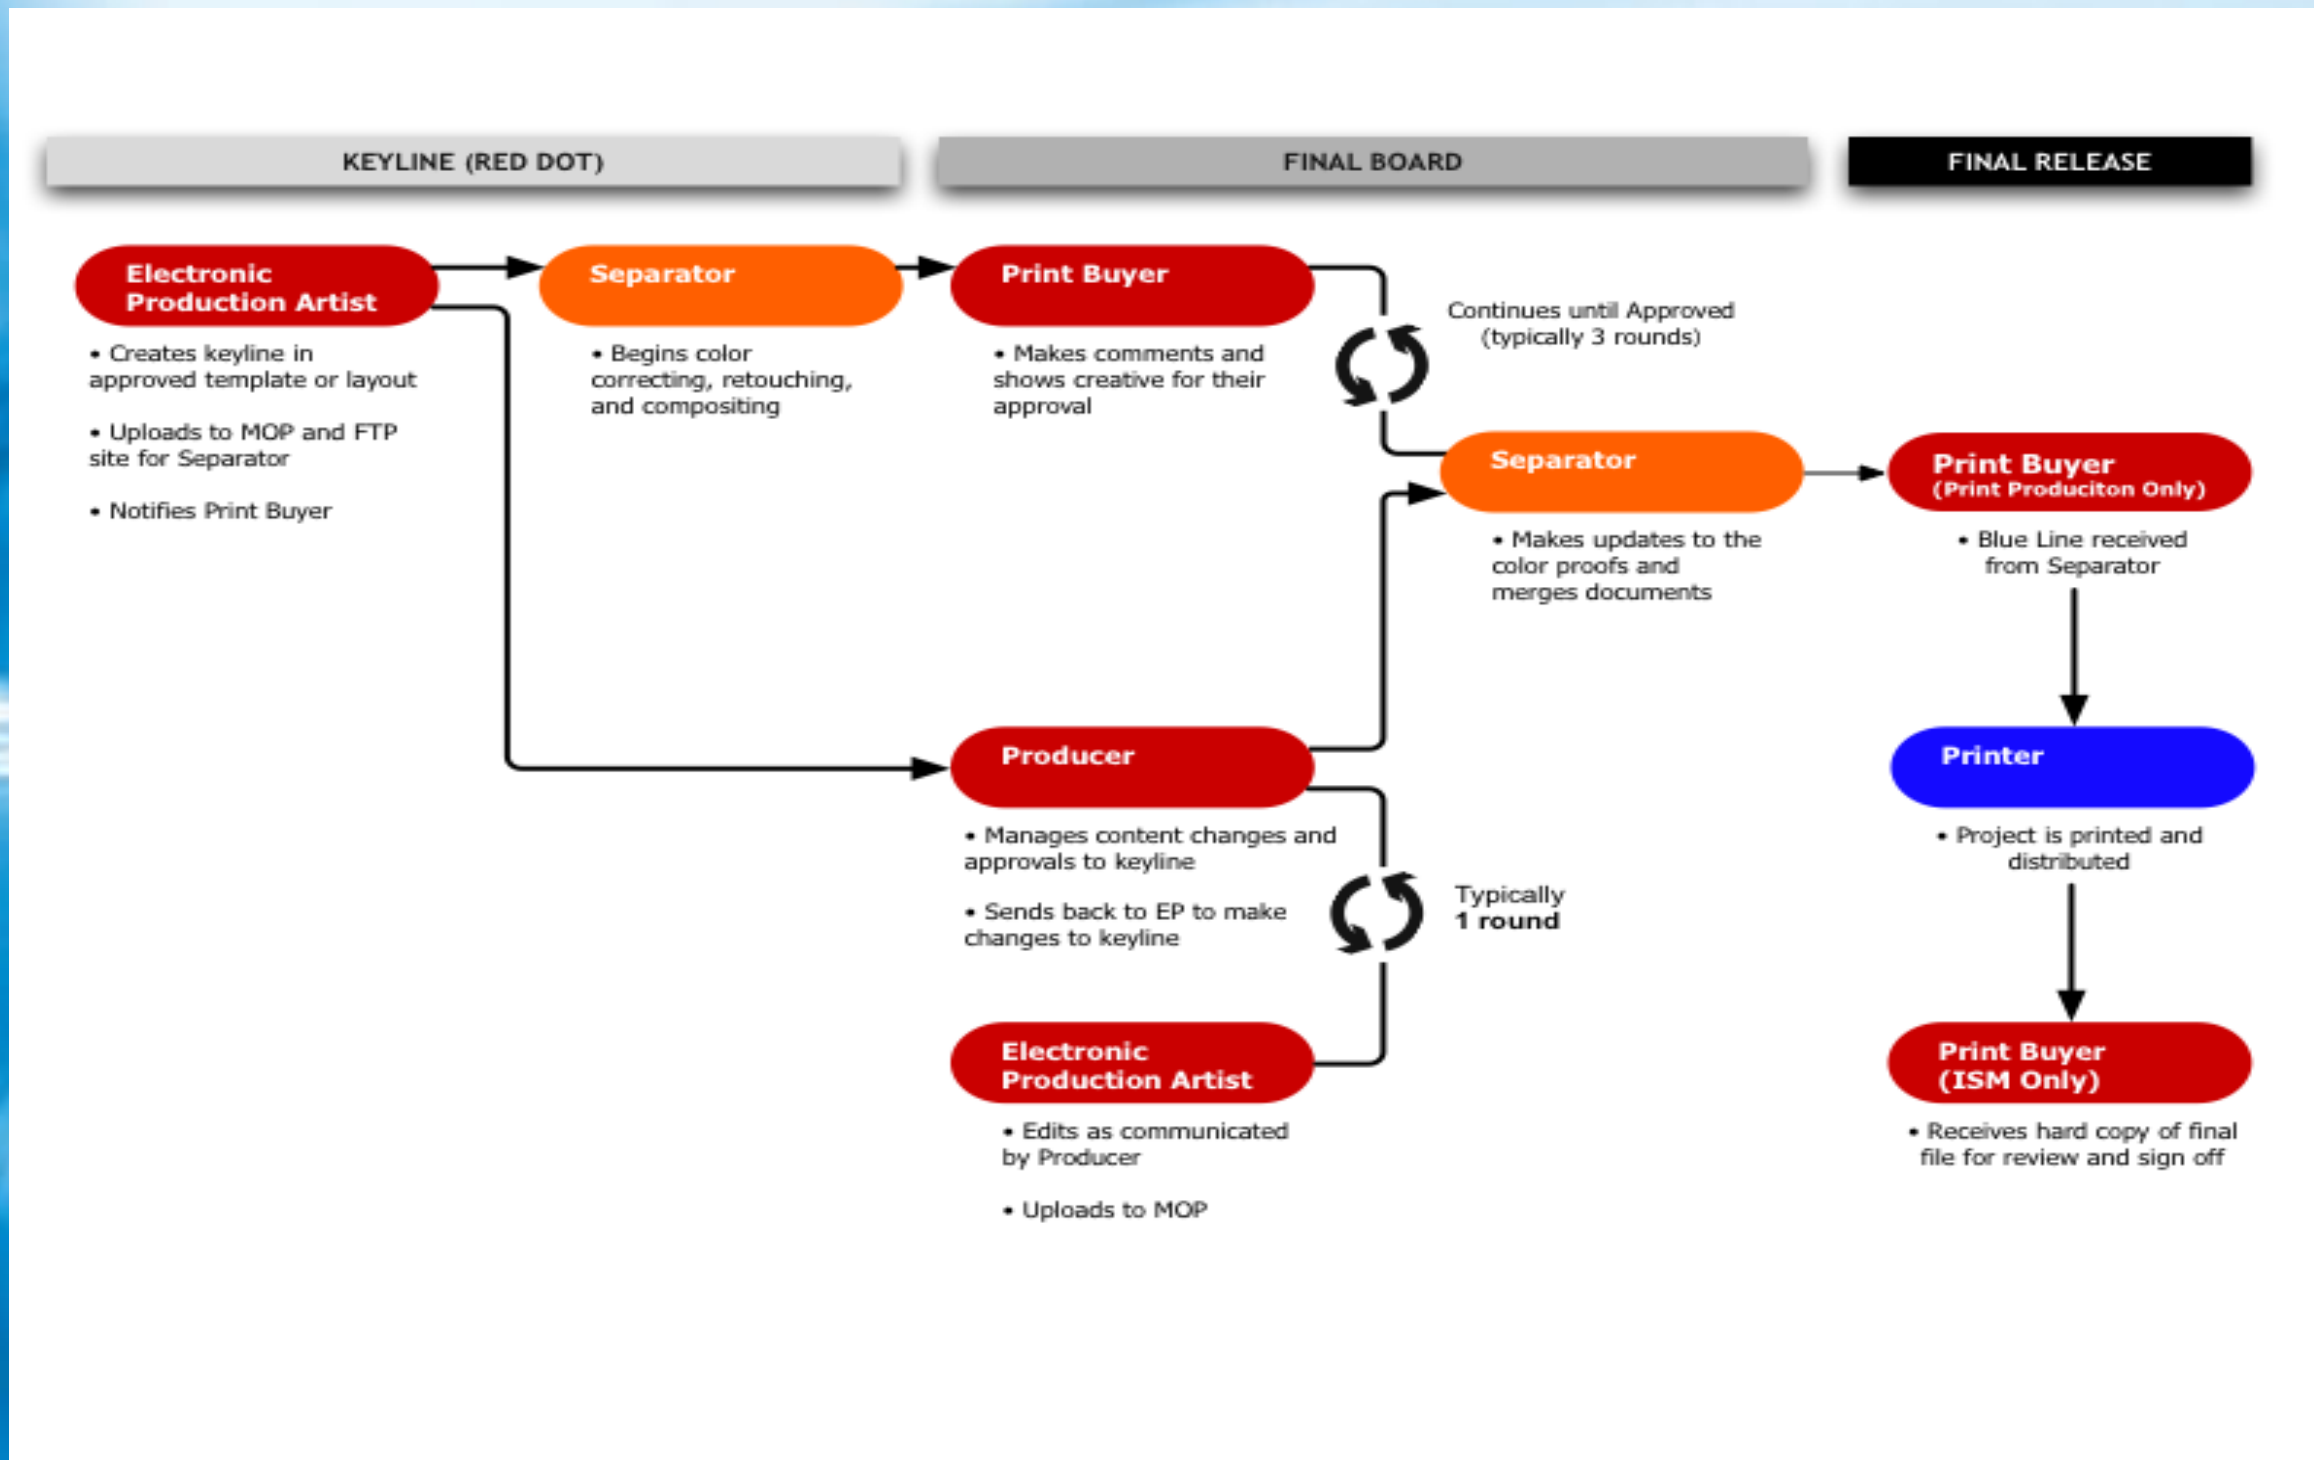 KEYLINE (RED DOT)
FINAL BOARD
FINAL RELEASE
Electronic
Production Artist
• Creates keyline in
approved template or layout
• Uploads to MOP and FTP
site for Separator
• Notifies Print Buyer
Separator
• Begins color
correcting, retouching,
and compositing
Print Buyer
• Makes comments and
shows creative for their
approval
Continues until Approved
(typically 3 rounds)
Separator
• Makes updates to the
color proofs and
merges documents
Producer
• Manages content changes and
approvals to keyline
• Sends back to EP to make
changes to keyline
Typically
1 round
Electronic
Production Artist
• Edits as communicated
by Producer
• Uploads to MOP
Print Buyer
(Print Produciton Only)
• Blue Line received
from Separator
Printer
• Project is printed and
distributed
Print Buyer
(ISM Only)
• Receives hard copy of final
file for review and sign off